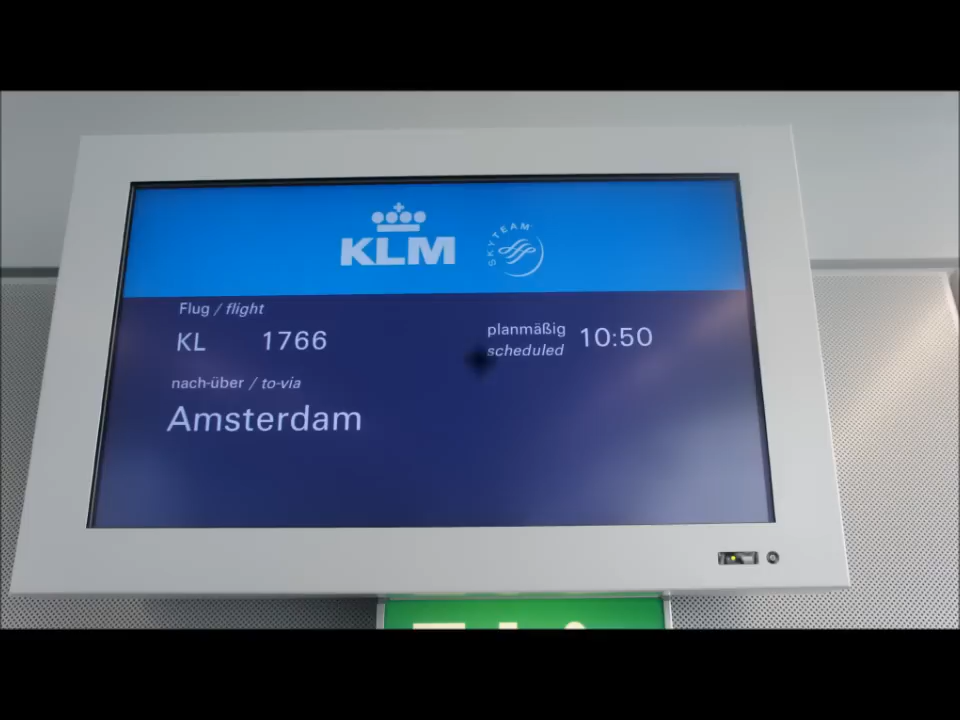 KLM
SKYTEAM
Flug / flight
KL 1766
planmäßig 10:50
scheduled
nach-über / to-via
Amsterdam